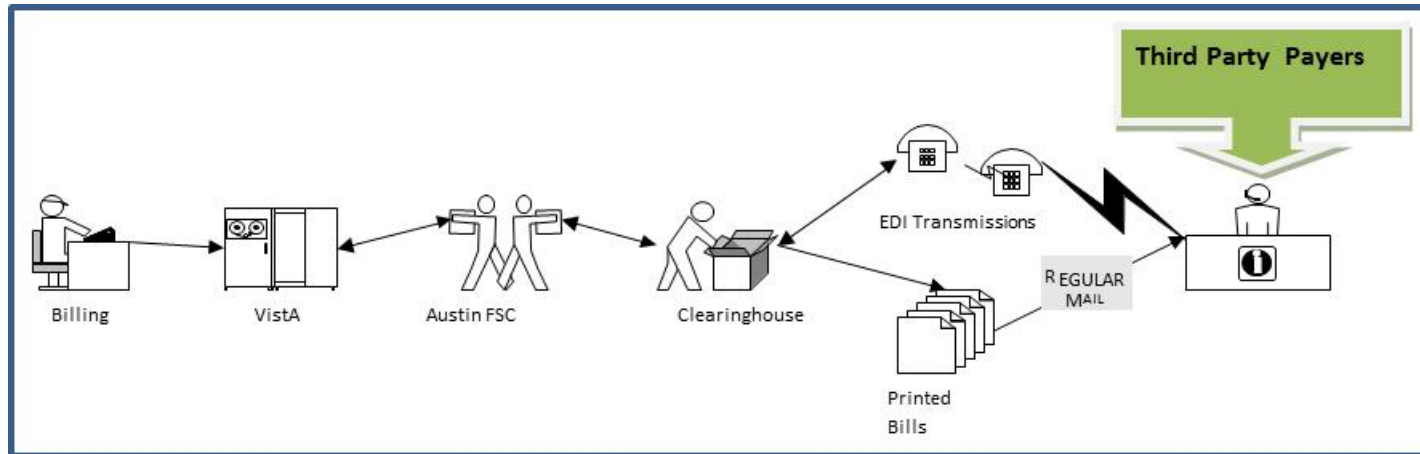 Third Party Payers
EDI Transmissions
REGULAR
MAIL
Billing
VistA
Austin FSC
Clearinghouse
Printed
Bills
i